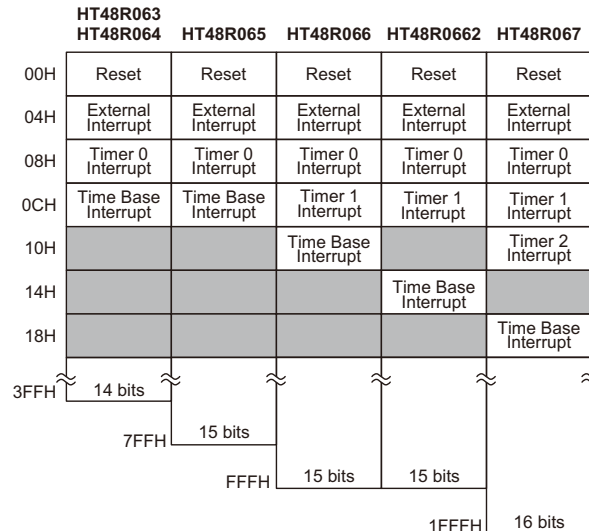 HT48R063
HT48R064 HT48R065 HT48R066 HT48R0662 HT48R067
00H Reset Reset Reset Reset Reset
04H External Interrupt External Interrupt External Interrupt External Interrupt External Interrupt
08H Timer 0 Interrupt Timer 0 Interrupt Timer 0 Interrupt Timer 0 Interrupt Timer 0 Interrupt
0CH Time Base Interrupt Time Base Interrupt Timer 1 Interrupt Timer 1 Interrupt Timer 1 Interrupt
10H Time Base Interrupt Timer 2 Interrupt
14H Time Base Interrupt
18H Time Base Interrupt
3FFH 14 bits
7FFH 15 bits
FFFH 15 bits 15 bits
1FFFH 16 bits